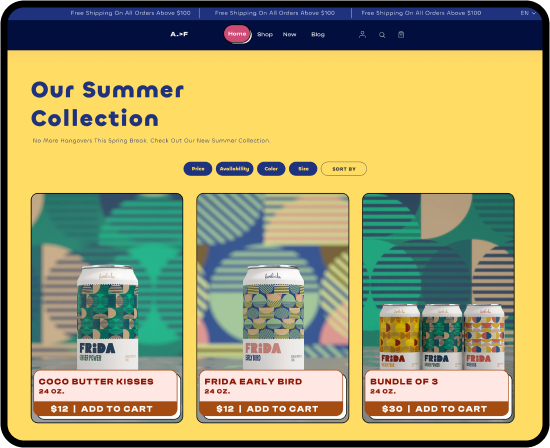 Free Shipping On All Orders Above $100 Free Shipping On All Orders Above $100 Free Shipping On All Orders Above $100 EN
A.>F Home Shop New Blog
Our Summer
Collection
No More Hangovers This Spring Break. Check Out Our New Summer Collection.
Price Availability Color Size SORT BY
FRiDA
FRiDA
FRiDA
FRiDA
FRiDA
COCO BUTTER KISSES
24 OZ.
$12 | ADD TO CART
FRIDA EARLY BIRD
24 OZ.
$12 | ADD TO CART
BUNDLE OF 3
24 OZ.
$30 | ADD TO CART